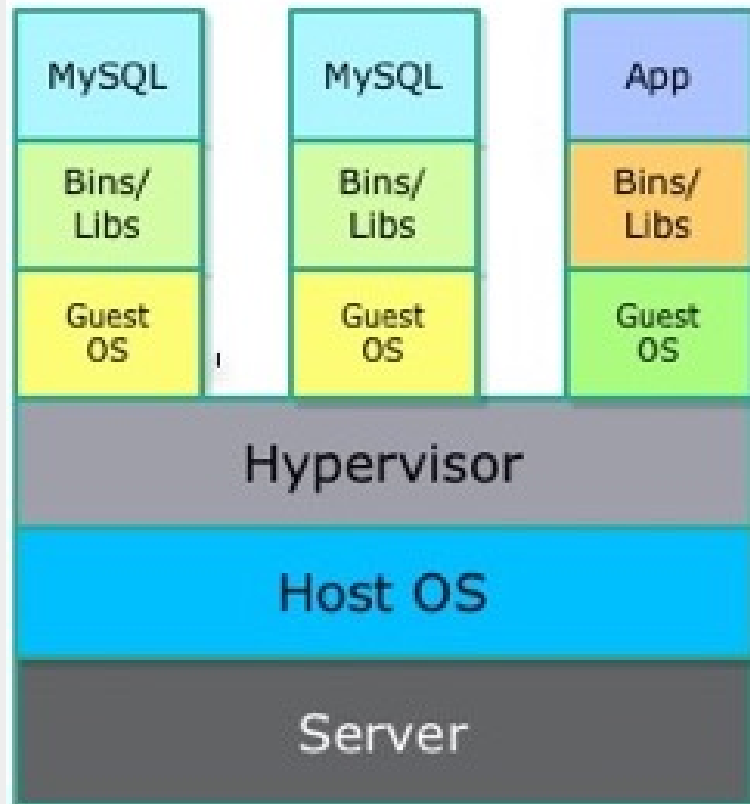 MySQL
MySQL
App
Bins/
Libs
Bins/
Libs
Bins/
Libs
Guest
OS
Guest
OS
Guest
OS
Hypervisor
Host OS
Server